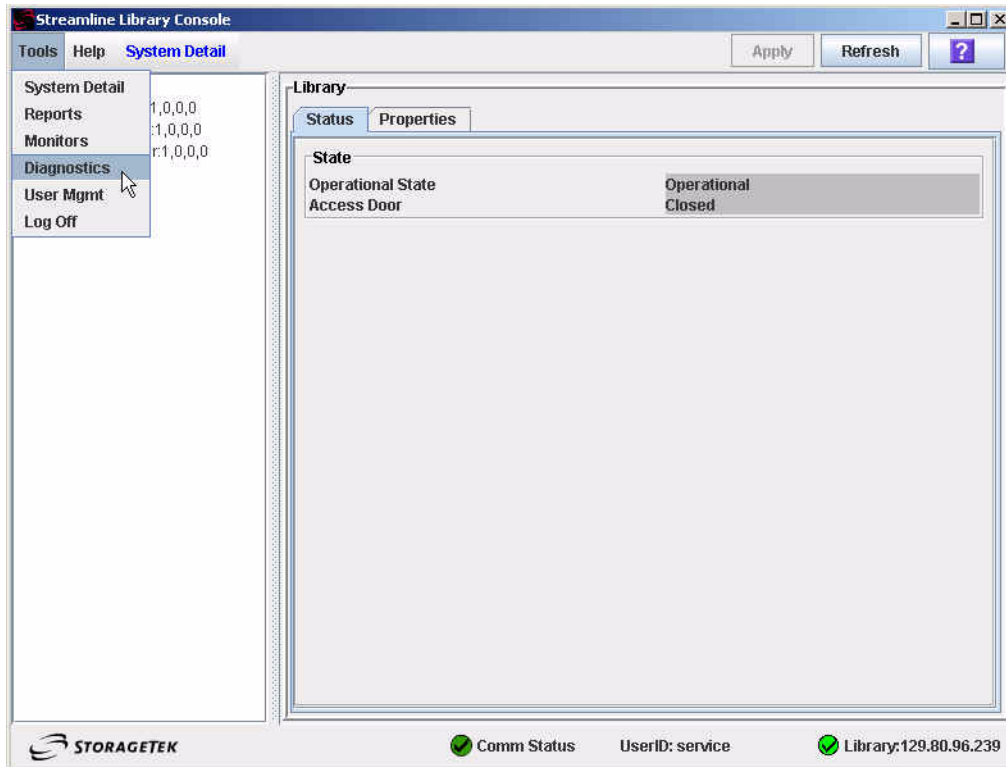 Streamline Library Console
Tools Help System Detail Apply Refresh ?
System Detail
Reports
Monitors
Diagnostics
User Mgmt
Log Off
1,0,0,0
:1,0,0,0
r:1,0,0,0
Library
Status Properties
State
Operational State Operational
Access Door Closed
STORAGETEK Comm Status UserID: service Library:129.80.96.239